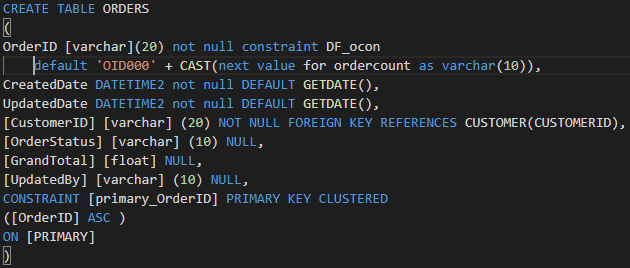 CREATE TABLE ORDERS
(
OrderID [varchar](20) not null constraint DF_ocon
default 'OID000' + CAST(next value for ordercount as varchar(10)),
CreatedDate DATETIME2 not null DEFAULT GETDATE(),
UpdatedDate DATETIME2 not null DEFAULT GETDATE(),
[CustomerID] [varchar] (20) NOT NULL FOREIGN KEY REFERENCES CUSTOMER(CUSTOMERID),
[OrderStatus] [varchar] (10) NULL,
[GrandTotal] [float] NULL,
[UpdatedBy] [varchar] (10) NULL,
CONSTRAINT [primary_OrderID] PRIMARY KEY CLUSTERED
([OrderID] ASC )
ON [PRIMARY]
)